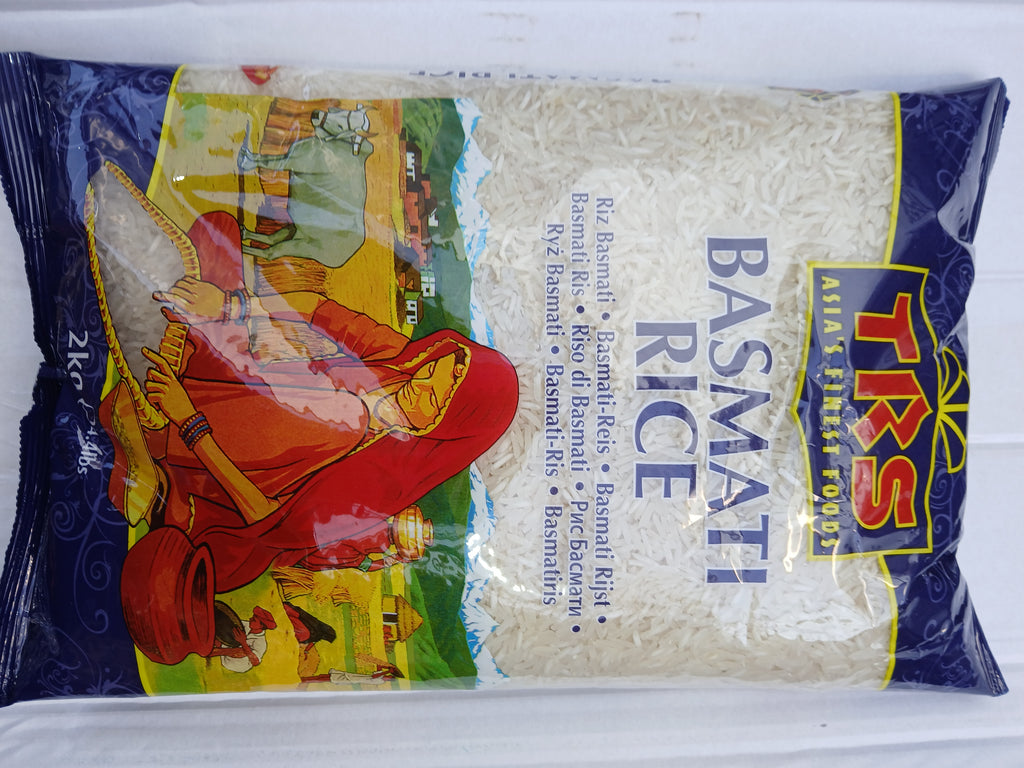 TRS
ASIA'S FINEST FOODS
BASMATI
RICE
Riz Basmati • Basmati-Reis • Basmati Rijst •
Basmati Ris • Riso di Basmati • Рис Басмати •
Ryż Basmati • Basmati-Ris • Basmatiris